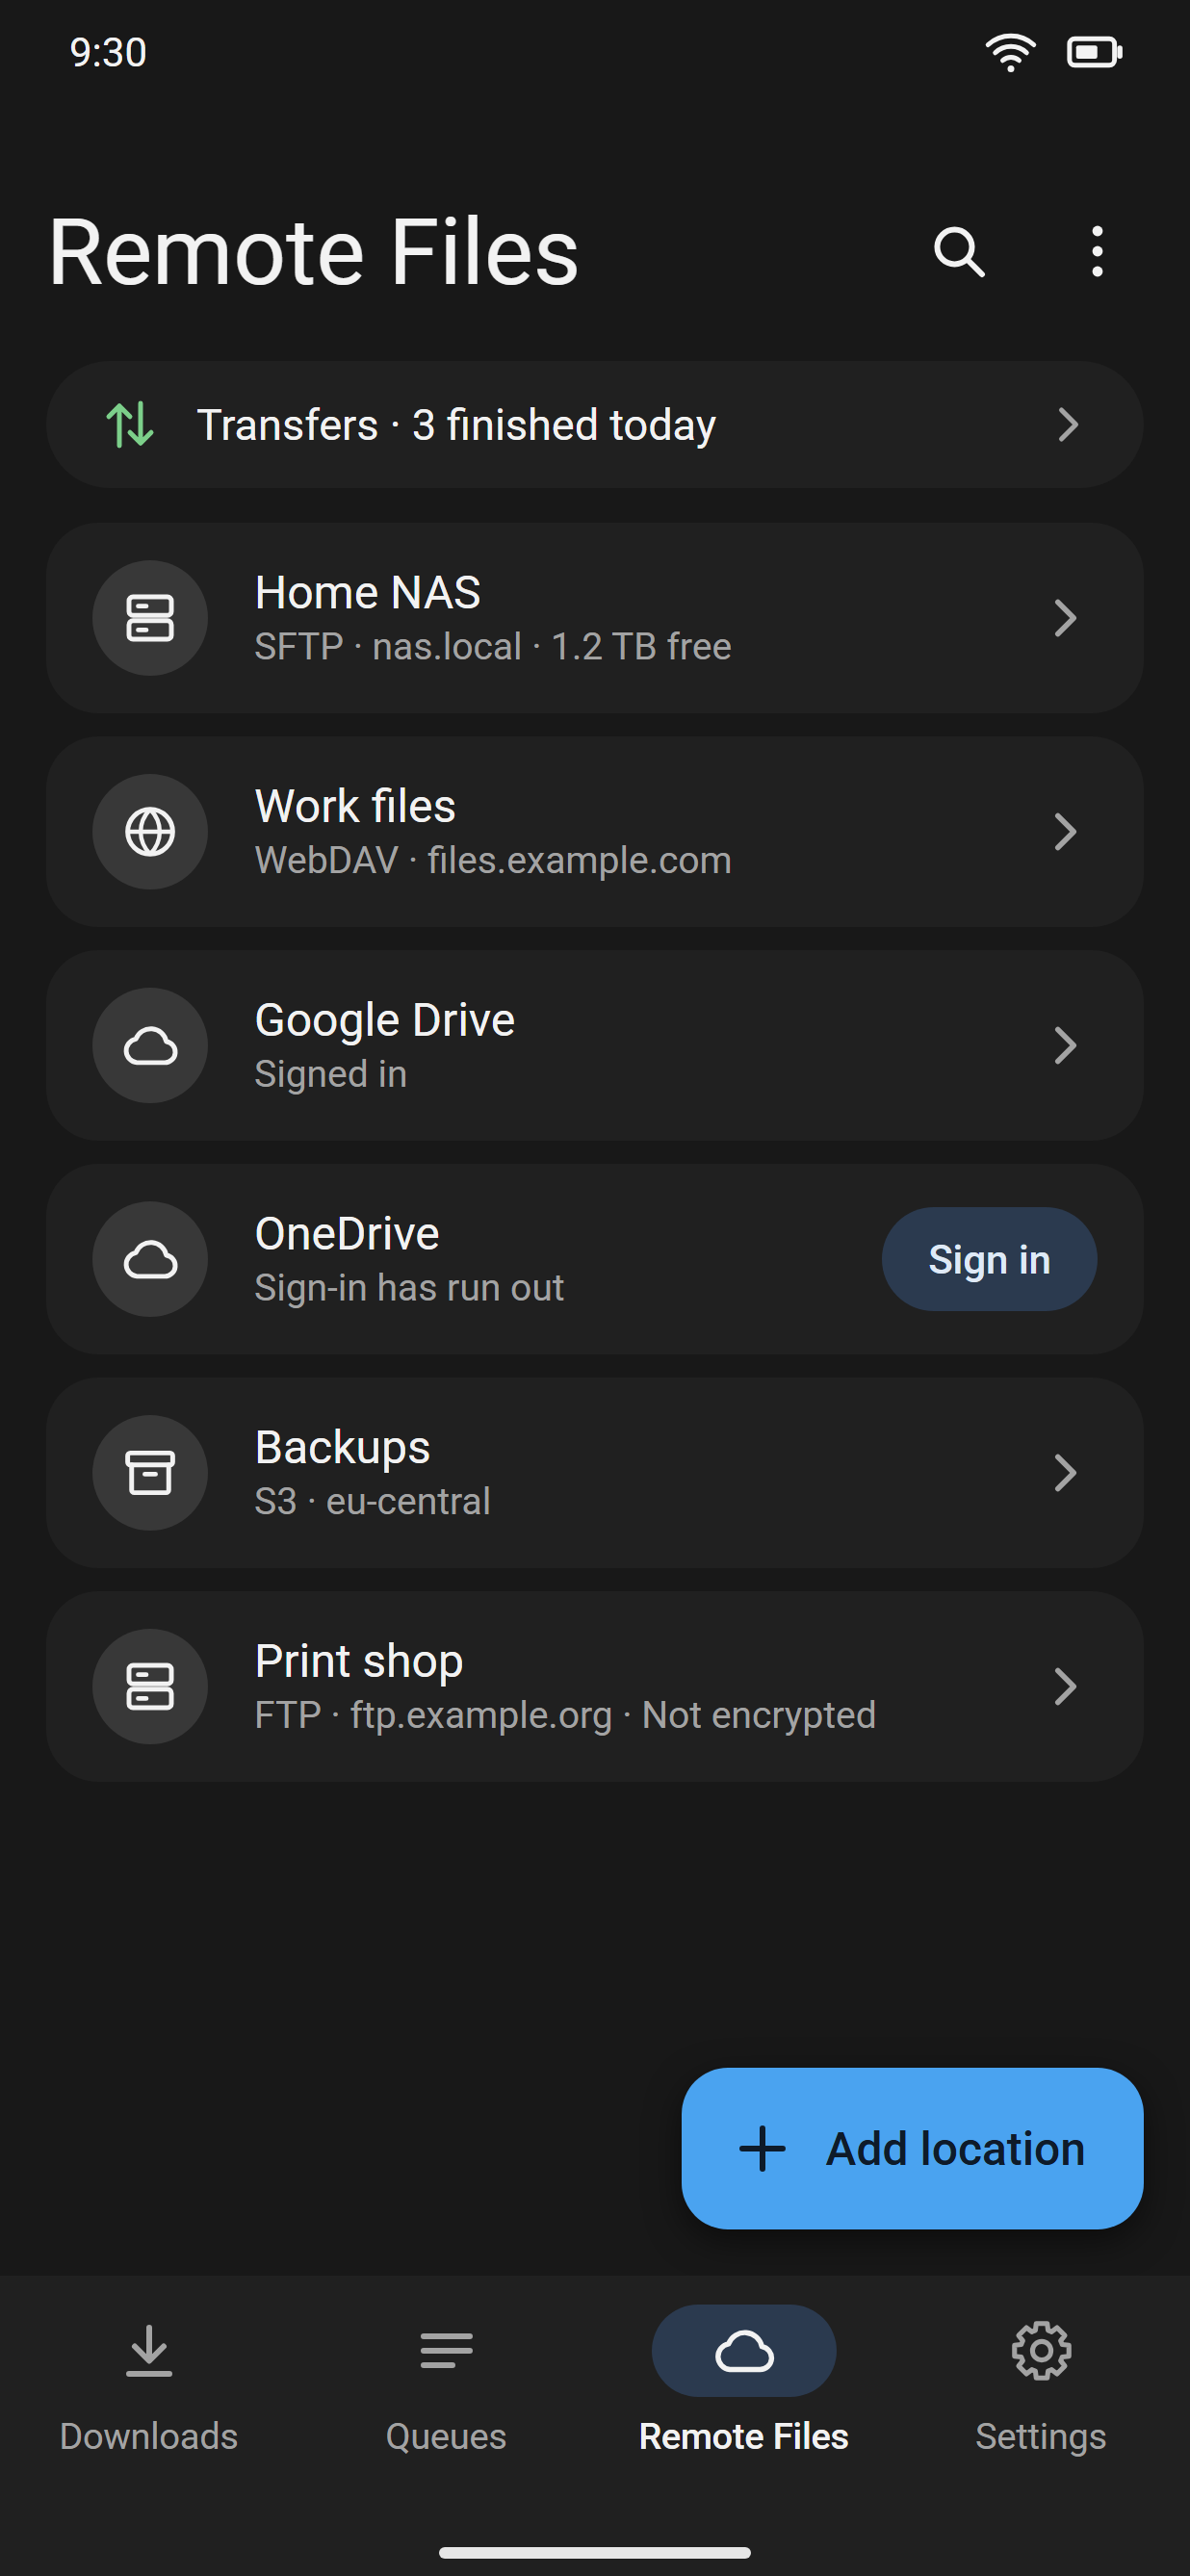 9:30
Remote Files
Transfers · 3 finished today
Home NAS
SFTP · nas.local · 1.2 TB free
Work files
WebDAV · files.example.com
Google Drive
Signed in
OneDrive
Sign-in has run out
Sign in
Backups
S3 · eu-central
Print shop
FTP · ftp.example.org · Not encrypted
Add location
Downloads
Queues
Remote Files
Settings